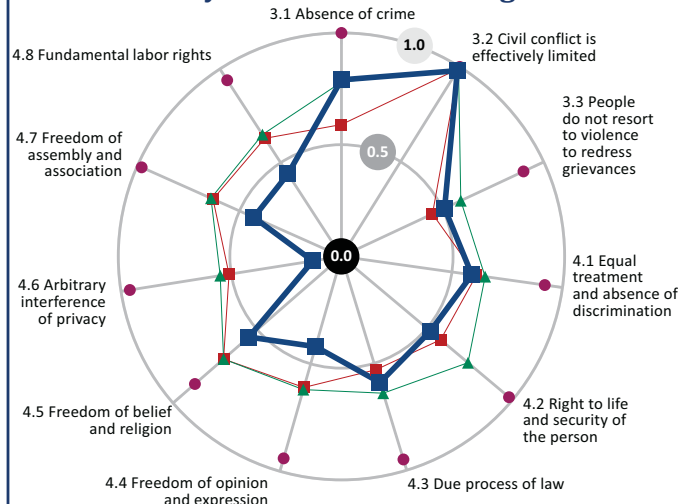 3.1 Absence of crime
1.0
3.2 Civil conflict is
effectively limited
4.8 Fundamental labor rights
3.3 People
do not resort
to violence
to redress
grievances
0.5
4.7 Freedom of
assembly and
association
0.0
4.1 Equal
treatment
and absence of
discrimination
4.6 Arbitrary
interference
of privacy
4.5 Freedom of belief
and religion
4.2 Right to life
and security of
the person
4.4 Freedom of opinion
and expression
4.3 Due process of law